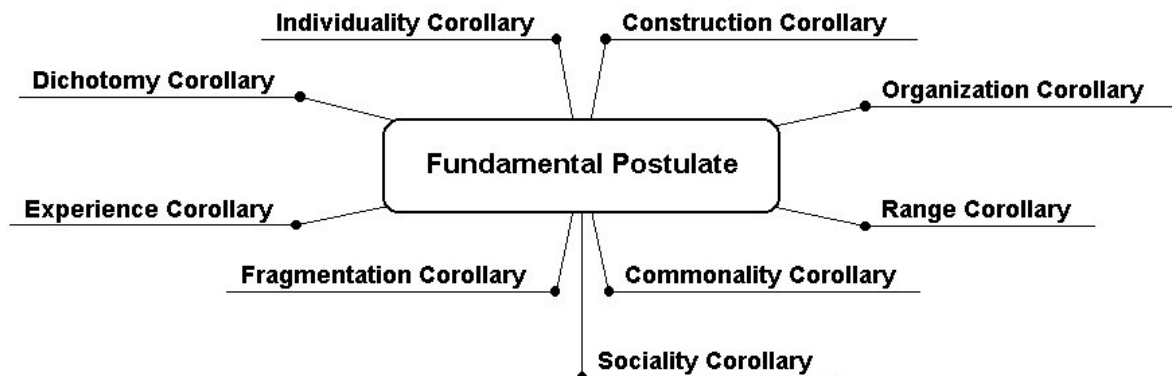 Individuality Corollary
Construction Corollary
Dichotomy Corollary
Organization Corollary
Fundamental Postulate
Experience Corollary
Range Corollary
Fragmentation Corollary
Commonality Corollary
Sociality Corollary